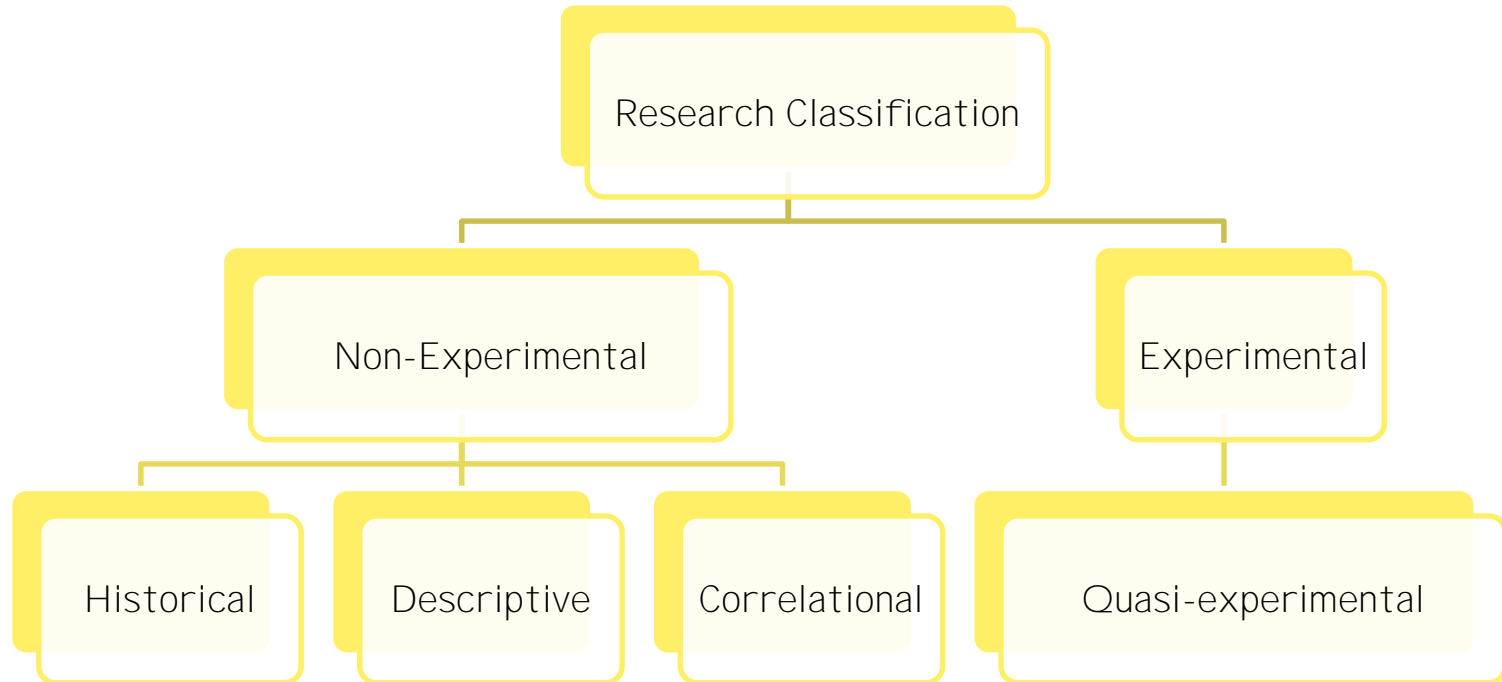 Research Classification
Non-Experimental
Experimental
Historical
Descriptive
Correlational
Quasi-experimental